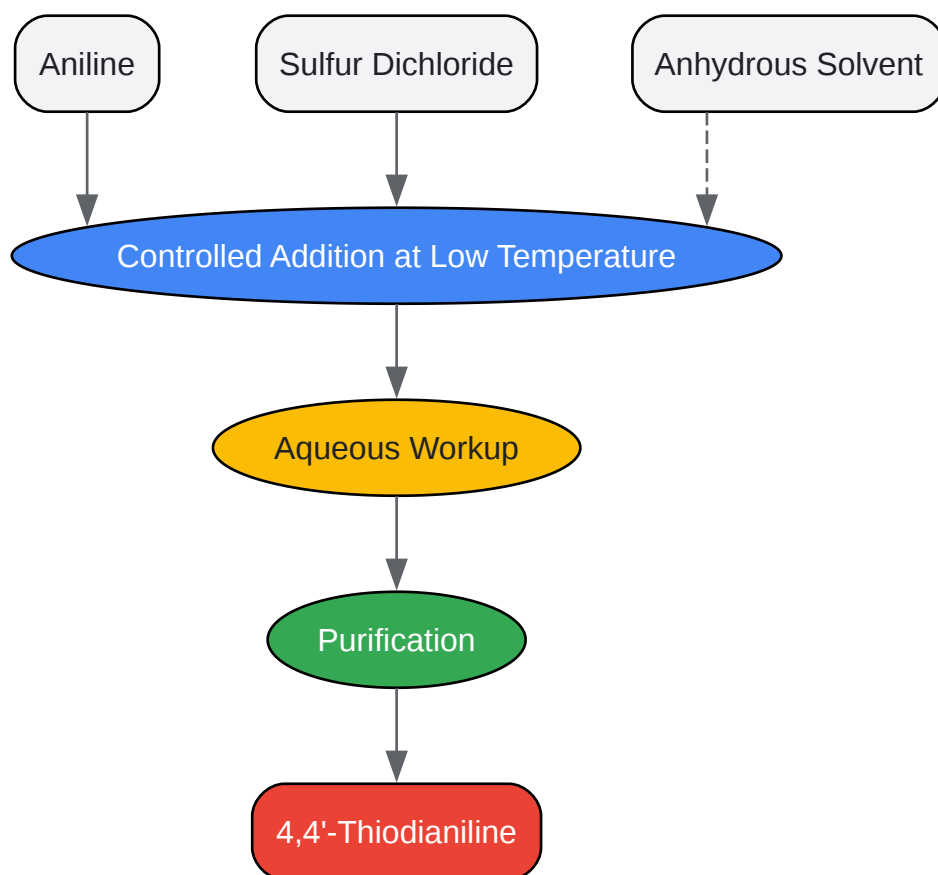 Aniline
Sulfur Dichloride
Anhydrous Solvent
Controlled Addition at Low Temperature
Aqueous Workup
Purification
4,4'-Thiodianiline